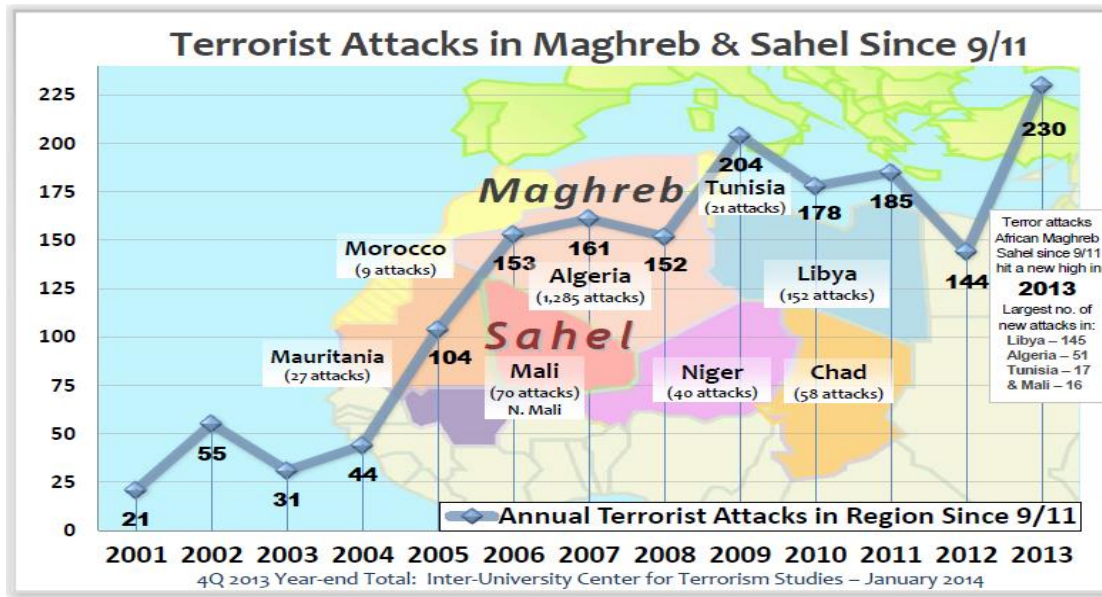 Terrorist Attacks in Maghreb & Sahel Since 9/11
225
200
175
150
125
100
75
50
25
0
230
204
Maghreb
Tunisia
(21 attacks)
178
185
Terror attacks
African Maghreb
Sahel since 9/11
hit a new high in
2013
Largest no. of
new attacks in:
Libya – 145
Algeria – 51
Tunisia – 17
& Mali – 16
Morocco
(9 attacks)
153
161
152
144
Algeria
(1,285 attacks)
Libya
(152 attacks)
Sahel
104
Mauritania
(27 attacks)
Mali
(70 attacks)
N. Mali
Niger
(40 attacks)
Chad
(58 attacks)
55
44
31
21
Annual Terrorist Attacks in Region Since 9/11
2001 2002 2003 2004 2005 2006 2007 2008 2009 2010 2011 2012 2013
4Q 2013 Year-end Total: Inter-University Center for Terrorism Studies – January 2014